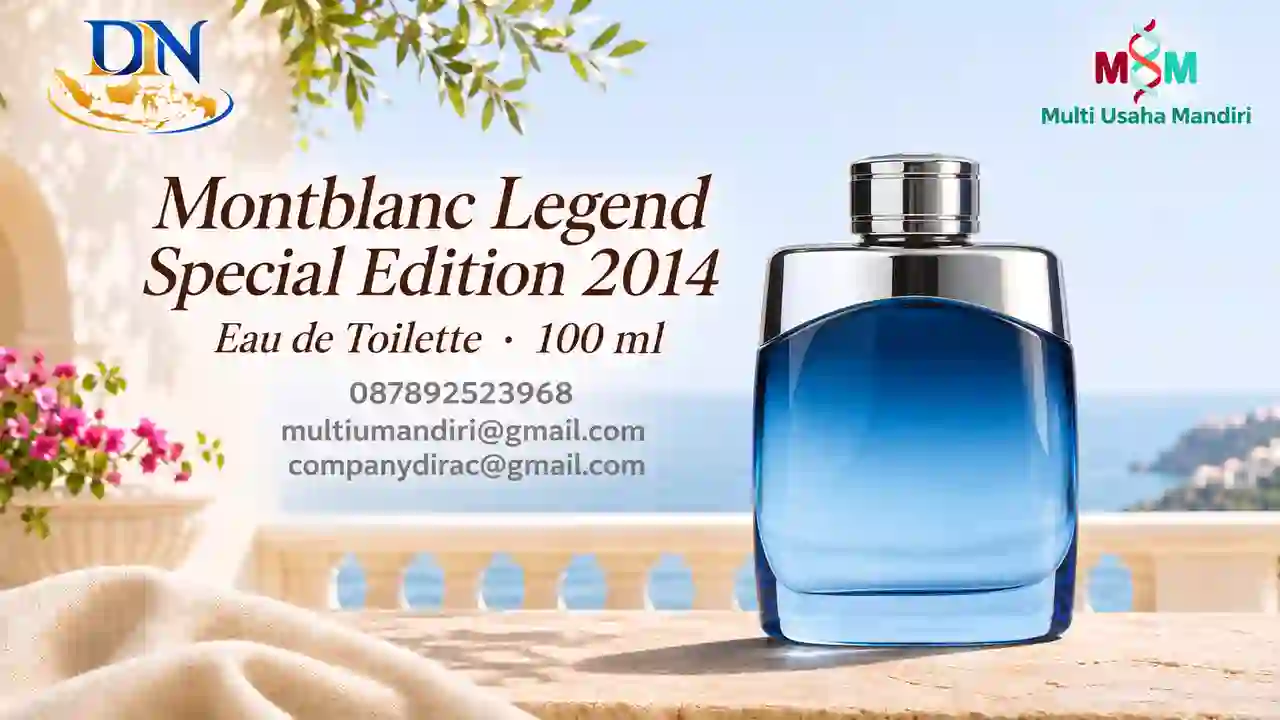 DN
MSM
Multi Usaha Mandiri
Montblanc Legend
Special Edition 2014
Eau de Toilette · 100 ml
087892523968
multiumandiri@gmail.com
companydirac@gmail.com